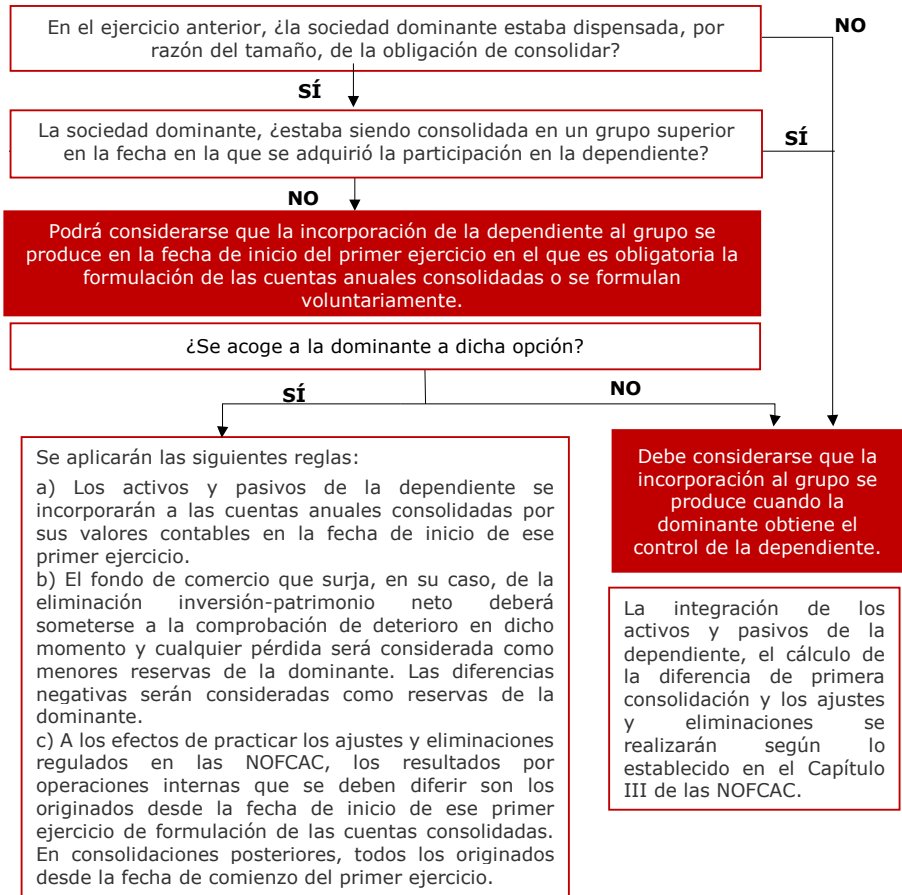 En el ejercicio anterior, ¿la sociedad dominante estaba dispensada, por
razón del tamaño, de la obligación de consolidar?
NO
SÍ
La sociedad dominante, ¿estaba siendo consolidada en un grupo superior
en la fecha en la que se adquirió la participación en la dependiente?
SÍ
NO
Podrá considerarse que la incorporación de la dependiente al grupo se
produce en la fecha de inicio del primer ejercicio en el que es obligatoria la
formulación de las cuentas anuales consolidadas o se formulan
voluntariamente.
¿Se acoge a la dominante a dicha opción?
SÍ
NO
Se aplicarán las siguientes reglas:
a) Los activos y pasivos de la dependiente se
incorporarán a las cuentas anuales consolidadas por
sus valores contables en la fecha de inicio de ese
primer ejercicio.
b) El fondo de comercio que surja, en su caso, de la
eliminación inversión-patrimonio neto deberá
someterse a la comprobación de deterioro en dicho
momento y cualquier pérdida será considerada como
menores reservas de la dominante. Las diferencias
negativas serán consideradas como reservas de la
dominante.
c) A los efectos de practicar los ajustes y eliminaciones
regulados en las NOFCAC, los resultados por
operaciones internas que se deben diferir son los
originados desde la fecha de inicio de ese primer
ejercicio de formulación de las cuentas consolidadas.
En consolidaciones posteriores, todos los originados
desde la fecha de comienzo del primer ejercicio.
Debe considerarse que la
incorporación al grupo se
produce cuando la
dominante obtiene el
control de la dependiente.
La integración de los
activos y pasivos de la
dependiente, el cálculo de
la diferencia de primera
consolidación y los ajustes
y eliminaciones se
realizarán según lo
establecido en el Capítulo
III de las NOFCAC.